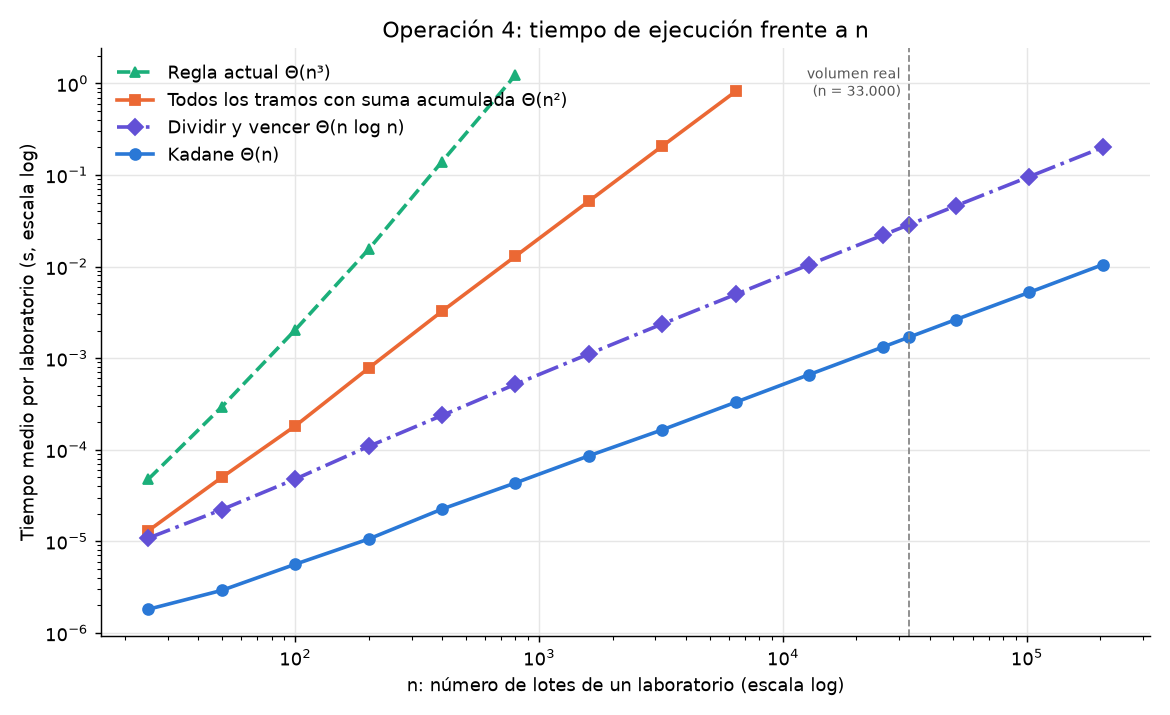 Operación 4: tiempo de ejecución frente a n
Regla actual Θ(n³)
Todos los tramos con suma acumulada Θ(n²)
Dividir y vencer Θ(n log n)
Kadane Θ(n)
volumen real
(n = 33.000)
Tiempo medio por laboratorio (s, escala log)
10⁰
10⁻¹
10⁻²
10⁻³
10⁻⁴
10⁻⁵
10⁻⁶
10² 10³ 10⁴ 10⁵
n: número de lotes de un laboratorio (escala log)